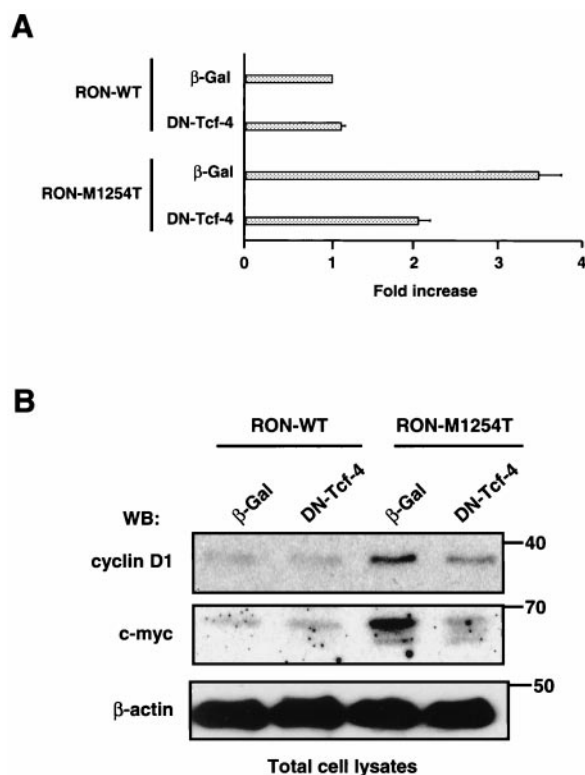 A
RON-WT
β-Gal
DN-Tcf-4
RON-M1254T
β-Gal
DN-Tcf-4
0 1 2 3 4
Fold increase
B
RON-WT RON-M1254T
WB: β-Gal DN-Tcf-4 β-Gal DN-Tcf-4
cyclin D1 40
c-myc 70
β-actin 50
Total cell lysates